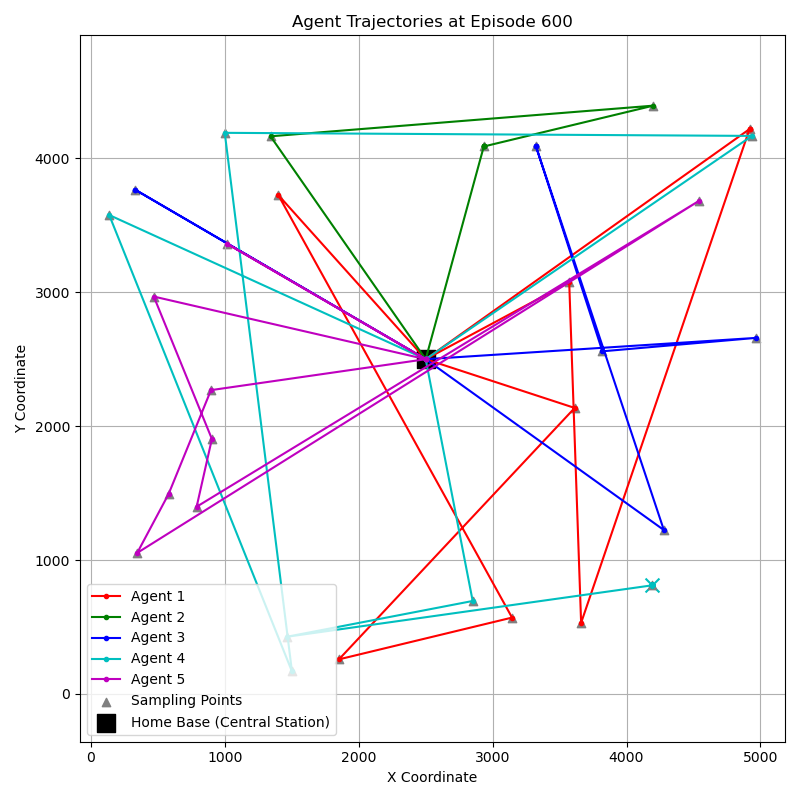 Agent Trajectories at Episode 600
Y Coordinate
4000
3000
2000
1000
0
Agent 1
Agent 2
Agent 3
Agent 4
Agent 5
Sampling Points
Home Base (Central Station)
0 1000 2000 3000 4000 5000
X Coordinate